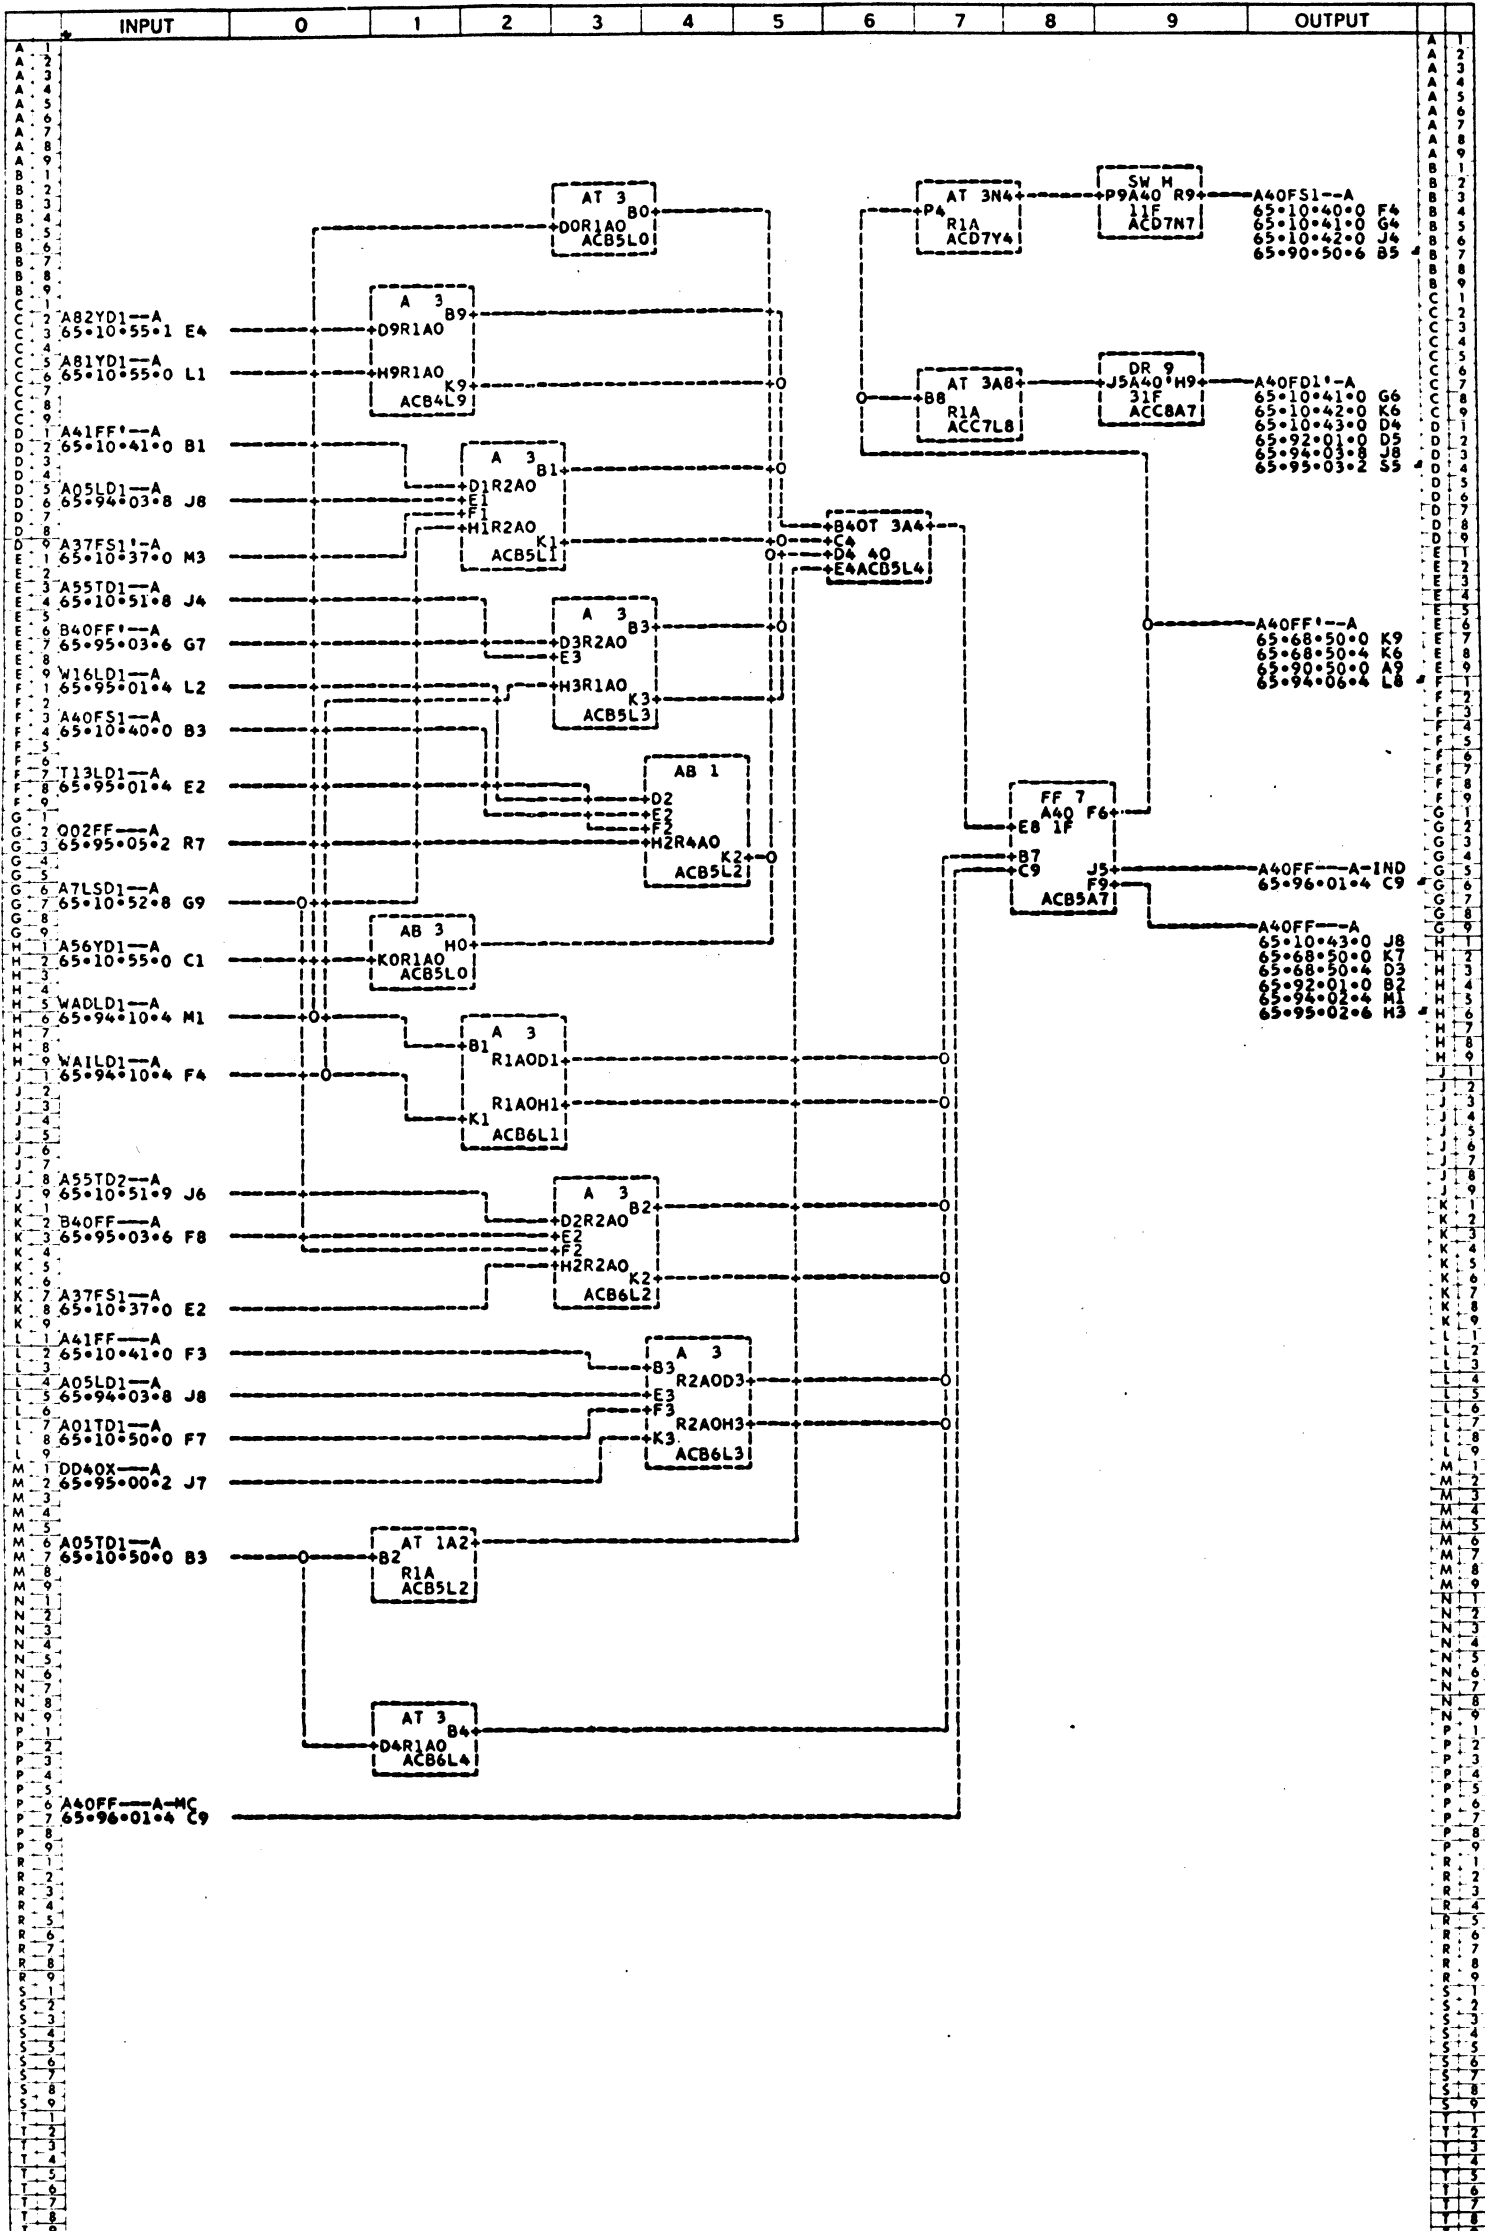 INPUT 0 1 2 3 4 5 6 7 8 9 OUTPUT
AT 3
B0
D0R1A0
ACB5L0
AT 3N4
P4
R1A
ACD7Y4
SW H
P9A40 R9
11F
ACD7N7
A40FS1--A
65•10•40•0 F4
65•10•41•0 G4
65•10•42•0 J4
65•90•50•6 B5
A82YD1--A
65•10•55•1 E4
A81YD1--A
65•10•55•0 L1
A 3
B9
D9R1A0
H9R1A0
K9
ACB4L9
AT 3A8
B8
R1A
ACC7L8
DR 9
J5A40'H9
31F
ACC8A7
A40FD1'-A
65•10•41•0 G6
65•10•42•0 K6
65•10•43•0 D4
65•92•01•0 D5
65•94•03•8 J8
65•95•03•2 S5
A41FF'--A
65•10•41•0 B1
A05LD1--A
65•94•03•8 J8
A37FS1'-A
65•10•37•0 M3
A 3
B1
D1R2A0
E1
F1
H1R2A0
K1
ACB5L1
B40T 3A4
C4
D4 40
E4ACB5L4
A55TD1--A
65•10•51•8 J4
B40FF'--A
65•95•03•6 G7
W16LD1--A
65•95•01•4 L2
A40FS1--A
65•10•40•0 B3
A 3
B3
D3R2A0
E3
H3R1A0
K3
ACB5L3
A40FF'--A
65•68•50•0 K9
65•68•50•4 K6
65•90•50•0 A9
65•94•06•4 L8
T13LD1--A
65•95•01•4 E2
Q02FF---A
65•95•05•2 R7
AB 1
D2
E2
F2
H2R4A0
K2
ACB5L2
FF 7
A40 F6
E8 1F
B7
C9 J5
F9
ACB5A7
A40FF---A-IND
65•96•01•4 C9
A7LSD1--A
65•10•52•8 G9
A56YD1--A
65•10•55•0 C1
AB 3
H0
K0R1A0
ACB5L0
A40FF---A
65•10•43•0 J8
65•68•50•0 K7
65•68•50•4 D3
65•92•01•0 B2
65•94•02•4 M1
65•95•02•6 H3
WADLD1--A
65•94•10•4 M1
WAILD1--A
65•94•10•4 F4
A 3
B1
R1A0D1
R1A0H1
K1
ACB6L1
A55TD2--A
65•10•51•9 J6
B40FF---A
65•95•03•6 F8
A37FS1--A
65•10•37•0 E2
A 3
B2
D2R2A0
E2
F2
H2R2A0
K2
ACB6L2
A41FF---A
65•10•41•0 F3
A05LD1--A
65•94•03•8 J8
A01TD1--A
65•10•50•0 F7
DD40X---A
65•95•00•2 J7
A 3
B3
R2A0D3
E3
F3
R2A0H3
K3
ACB6L3
A05TD1--A
65•10•50•0 B3
AT 1A2
B2
R1A
ACB5L2
AT 3
B4
D4R1A0
ACB6L4
A40FF---A-MC
65•96•01•4 C9